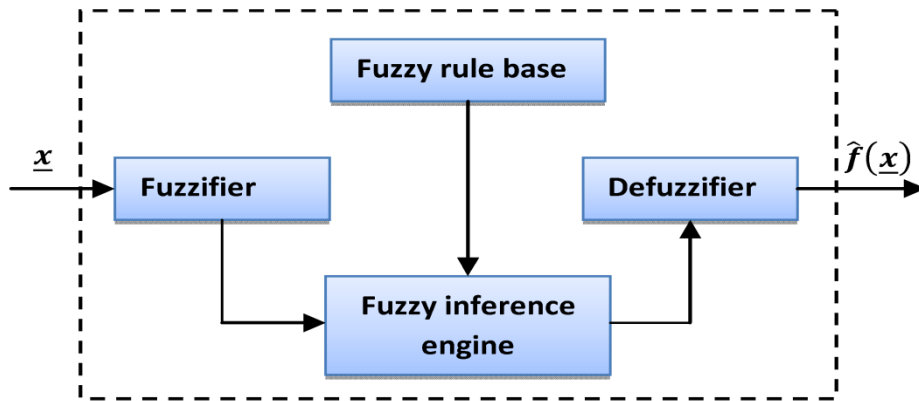 Fuzzy rule base
x
Fuzzifier
Defuzzifier
f̂(x)
Fuzzy inference
engine